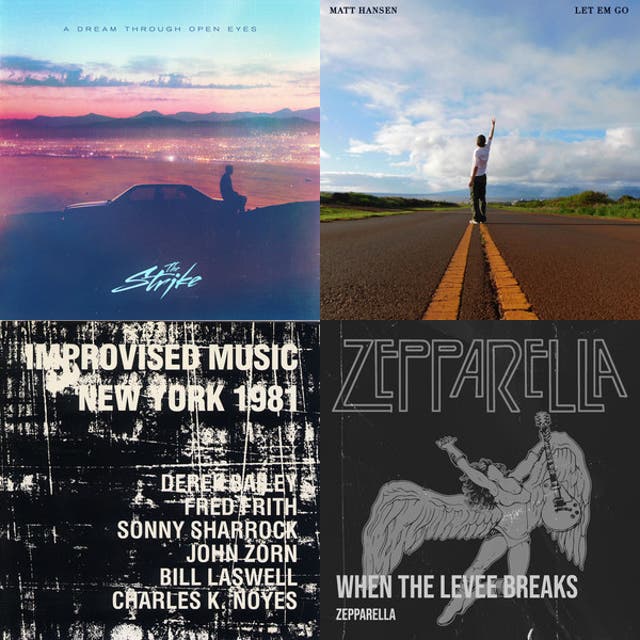 A DREAM THROUGH OPEN EYES
The Strike
MATT HANSEN
LET EM GO
IMPROVISED MUSIC
NEW YORK 1981
DEREK BAILEY
FRED FRITH
SONNY SHARROCK
JOHN ZORN
BILL LASWELL
CHARLES K. NOYES
ZEPPARELLA
WHEN THE LEVEE BREAKS
ZEPPARELLA